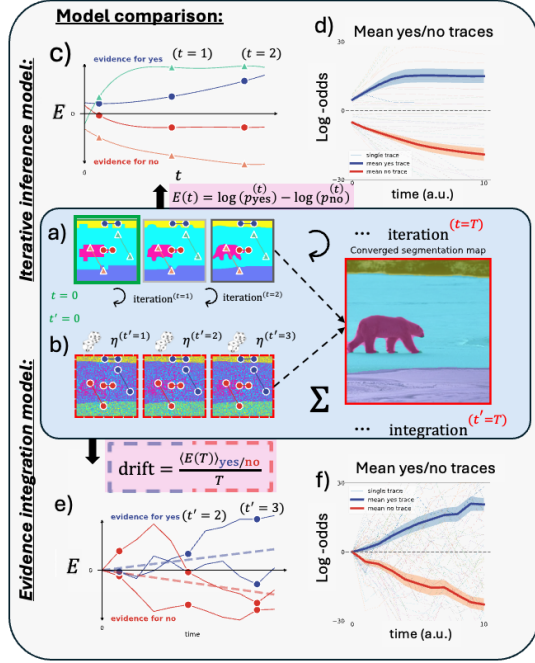 Model comparison:
Iterative inference model:
c)
evidence for yes
(t = 1)
(t = 2)
E
0
evidence for no
t
d)
Mean yes/no traces
30
Log -odds
0
single trace
mean yes trace
mean no trace
-30
0
10
time (a.u.)
E(t) = log (p_yes^(t)) − log (p_no^(t))
a)
t = 0
t' = 0
iteration^(t=1)
iteration^(t=2)
... iteration^(t=T)
Converged segmentation map
Evidence integration model:
b)
η^(t'=1)
η^(t'=2)
η^(t'=3)
Σ
... integration^(t'=T)
drift = ⟨E(T)⟩_yes/no / T
e)
evidence for yes
(t' = 2)
(t' = 3)
E
0
evidence for no
0
time
f)
Mean yes/no traces
30
Log -odds
0
single trace
mean yes trace
mean no trace
-30
0
10
time (a.u.)